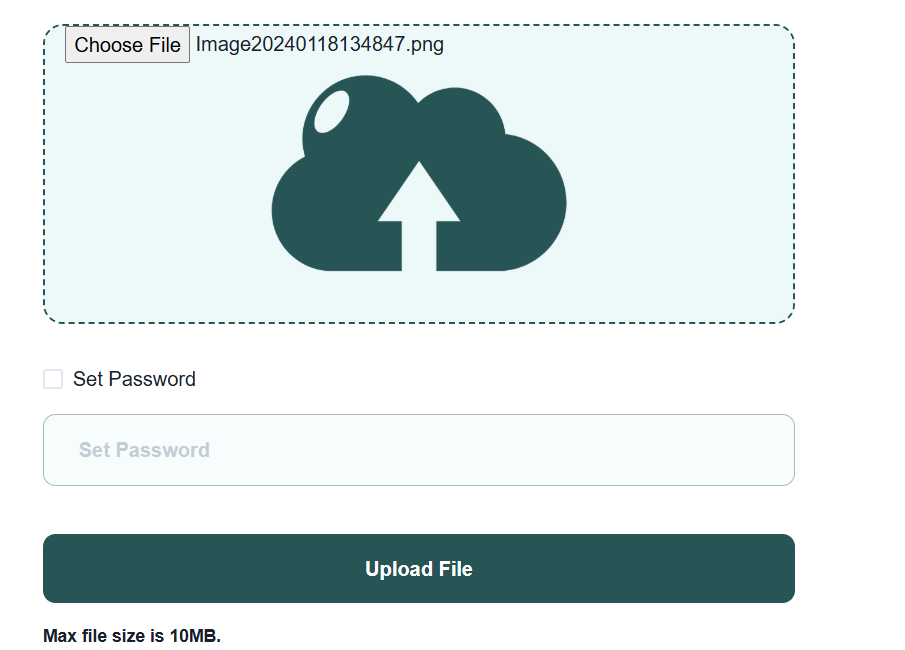 Choose File Image20240118134847.png
Set Password
Set Password
Upload File
Max file size is 10MB.